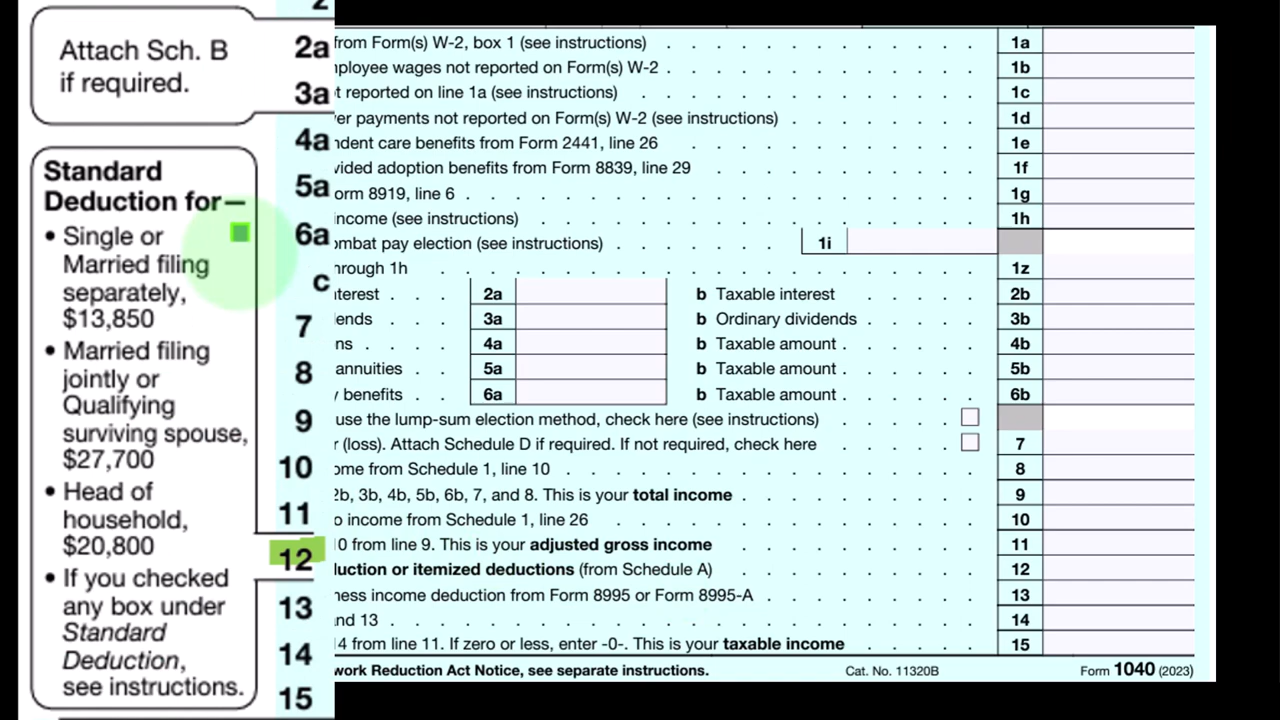 2
Attach Sch. B
if required.
2a
3a
4a
5a
6a
c
7
8
9
10
11
12
13
14
15
Standard
Deduction for—
• Single or
Married filing
separately,
$13,850
• Married filing
jointly or
Qualifying
surviving spouse,
$27,700
• Head of
household,
$20,800
• If you checked
any box under
Standard
Deduction,
see instructions.
from Form(s) W-2, box 1 (see instructions) . . . . . . . . . . . . . 1a
employee wages not reported on Form(s) W-2 . . . . . . . . . . . . . 1b
t reported on line 1a (see instructions) . . . . . . . . . . . . . . 1c
er payments not reported on Form(s) W-2 (see instructions) . . . . . . . . 1d
ndent care benefits from Form 2441, line 26 . . . . . . . . . . . . 1e
vided adoption benefits from Form 8839, line 29 . . . . . . . . . . . 1f
orm 8919, line 6 . . . . . . . . . . . . . . . . . . . . 1g
income (see instructions) . . . . . . . . . . . . . . . . . 1h
ombat pay election (see instructions) . . . . . . . 1i
hrough 1h . . . . . . . . . . . . . . . . . . . . 1z
terest . . . 2a b Taxable interest . . . . . 2b
ends . . . 3a b Ordinary dividends . . . . . 3b
ns . . . . 4a b Taxable amount . . . . . . 4b
annuities . . . 5a b Taxable amount . . . . . . 5b
y benefits . . . 6a b Taxable amount . . . . . . 6b
use the lump-sum election method, check here (see instructions) . . . . .
r (loss). Attach Schedule D if required. If not required, check here . . . . . 7
ome from Schedule 1, line 10 . . . . . . . . . . . . . . . . 8
2b, 3b, 4b, 5b, 6b, 7, and 8. This is your total income . . . . . . . . . . 9
o income from Schedule 1, line 26 . . . . . . . . . . . . . . 10
10 from line 9. This is your adjusted gross income . . . . . . . . . . 11
uction or itemized deductions (from Schedule A) . . . . . . . . . . 12
ness income deduction from Form 8995 or Form 8995-A . . . . . . . . . 13
and 13 . . . . . . . . . . . . . . . . . . . . . . 14
14 from line 11. If zero or less, enter -0-. This is your taxable income . . . . . 15
work Reduction Act Notice, see separate instructions. Cat. No. 11320B Form 1040 (2023)